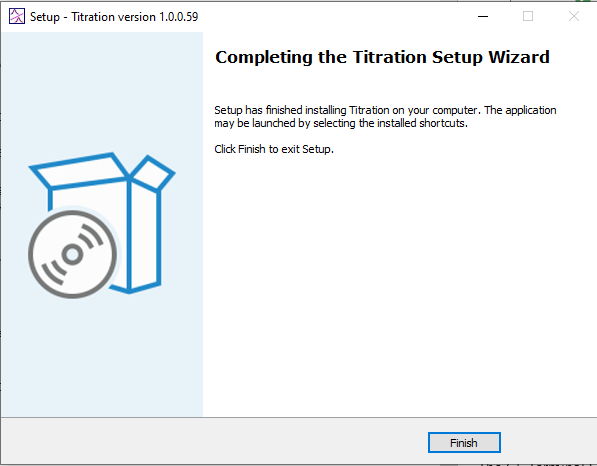 Setup - Titration version 1.0.0.59
Completing the Titration Setup Wizard
Setup has finished installing Titration on your computer. The application
may be launched by selecting the installed shortcuts.
Click Finish to exit Setup.
Finish